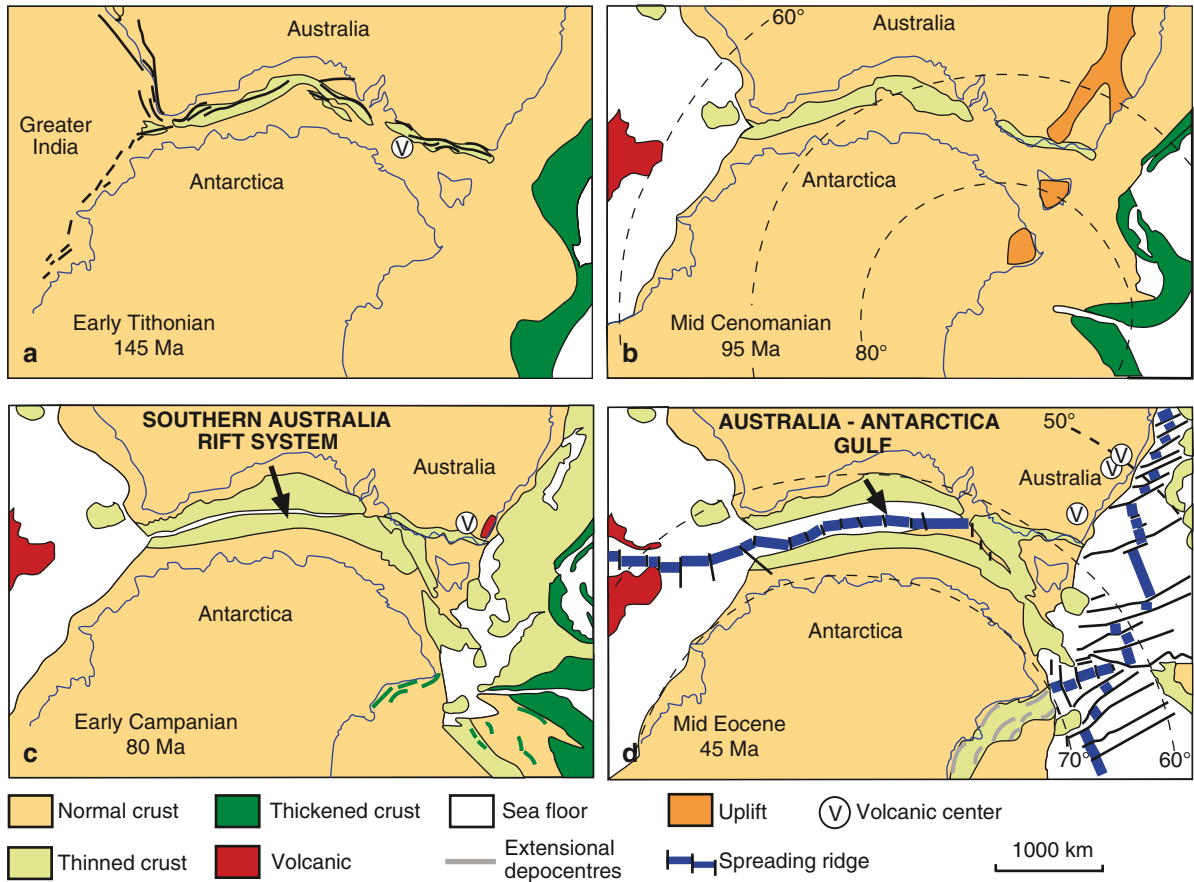 Australia
Greater
India
Antarctica
Early Tithonian
145 Ma
a
V
60°
Australia
Antarctica
Mid Cenomanian
95 Ma
80°
b
SOUTHERN AUSTRALIA
RIFT SYSTEM
Australia
V
Antarctica
Early Campanian
80 Ma
c
AUSTRALIA - ANTARCTICA
GULF
50°
Australia
V
V
V
Antarctica
Mid Eocene
45 Ma
70°
60°
d
Normal crust
Thickened crust
Sea floor
Uplift
V Volcanic center
Thinned crust
Volcanic
Extensional
depocentres
Spreading ridge
1000 km